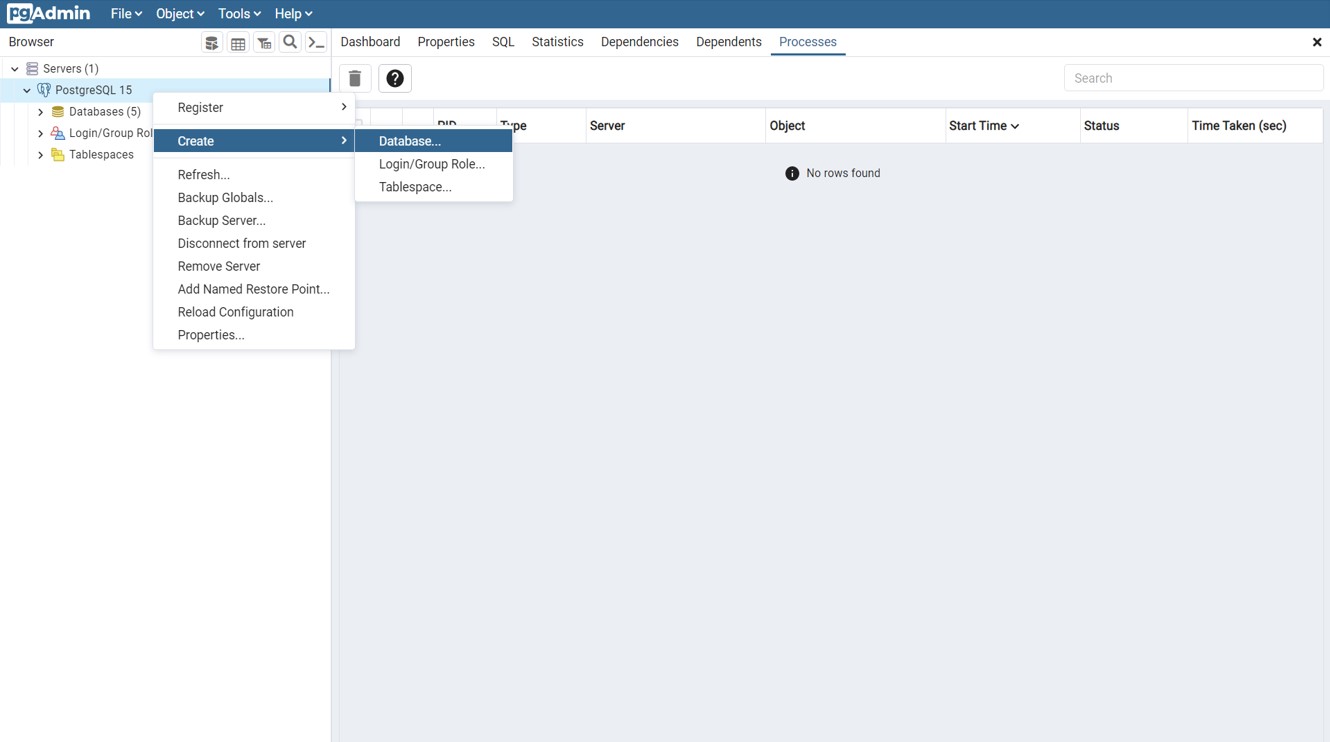 pgAdmin File Object Tools Help
Browser
Dashboard Properties SQL Statistics Dependencies Dependents Processes
Servers (1)
PostgreSQL 15
Databases (5)
Login/Group Rol
Tablespaces
Register
Create
Refresh...
Backup Globals...
Backup Server...
Disconnect from server
Remove Server
Add Named Restore Point...
Reload Configuration
Properties...
Database...
Login/Group Role...
Tablespace...
Search
PID Type Server Object Start Time Status Time Taken (sec)
No rows found